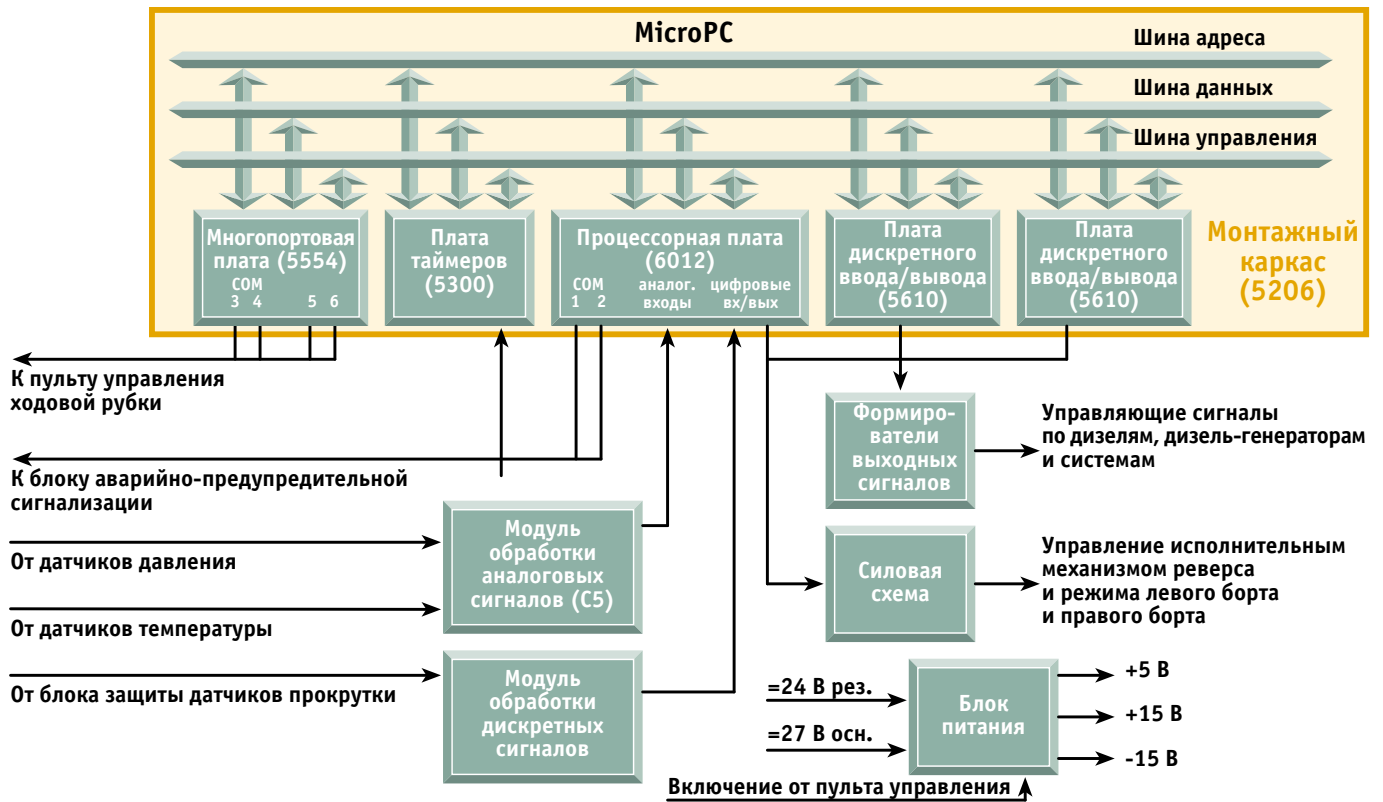 MicroPC
Шина адреса
Шина данных
Шина управления
Многопортовая
плата (5554)
COM
3 4 5 6
Плата
таймеров
(5300)
Процессорная плата
(6012)
COM
1 2
аналог.
входы
цифровые
вх/вых
Плата
дискретного
ввода/вывода
(5610)
Плата
дискретного
ввода/вывода
(5610)
Монтажный
каркас
(5206)
К пульту управления
ходовой рубки
К блоку аварийно-предупредительной
сигнализации
От датчиков давления
От датчиков температуры
От блока защиты датчиков прокрутки
Модуль
обработки
аналоговых
сигналов (C5)
Модуль
обработки
дискретных
сигналов
Формиро-
ватели
выходных
сигналов
Управляющие сигналы
по дизелям, дизель-генераторам
и системам
Силовая
схема
Управление исполнительным
механизмом реверса
и режима левого борта
и правого борта
=24 В рез.
=27 В осн.
Блок
питания
+5 В
+15 В
-15 В
Включение от пульта управления